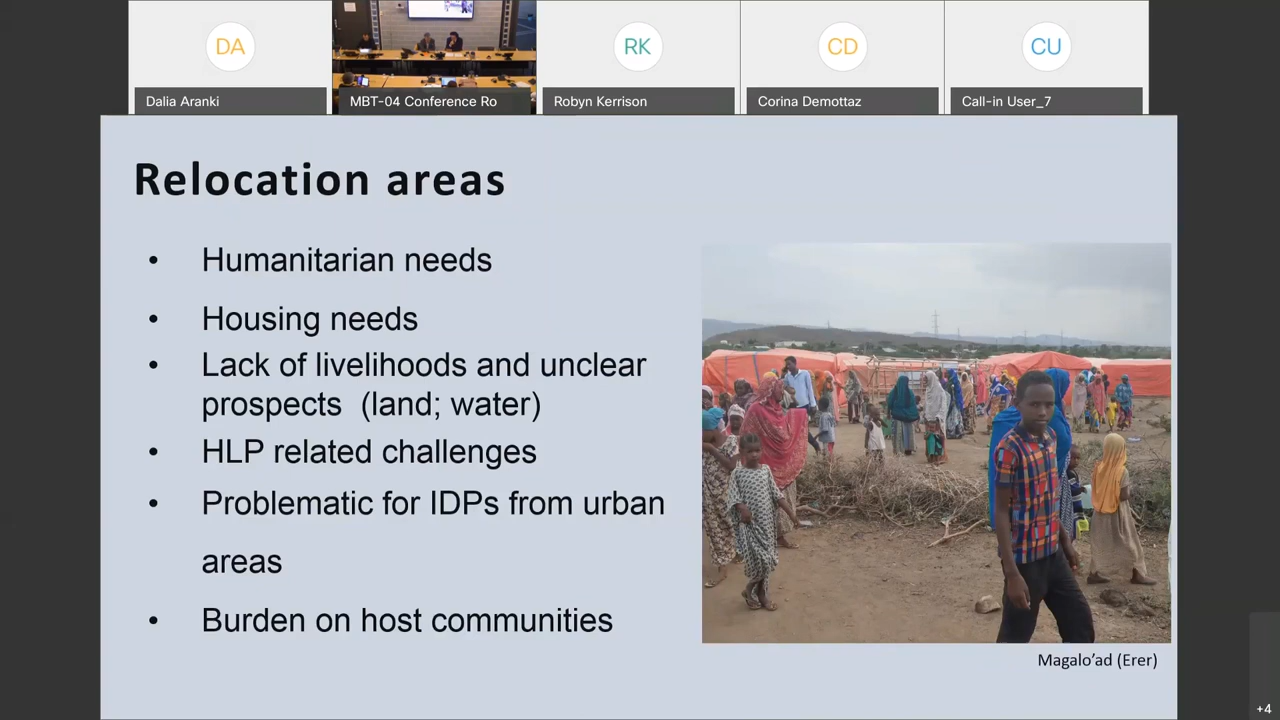 DA
RK
CD
CU
Dalia Aranki
MBT-04 Conference Ro
Robyn Kerrison
Corina Demottaz
Call-in User_7
Relocation areas
• Humanitarian needs
• Housing needs
• Lack of livelihoods and unclear
prospects (land; water)
• HLP related challenges
• Problematic for IDPs from urban
areas
• Burden on host communities
Magalo'ad (Erer)
+4